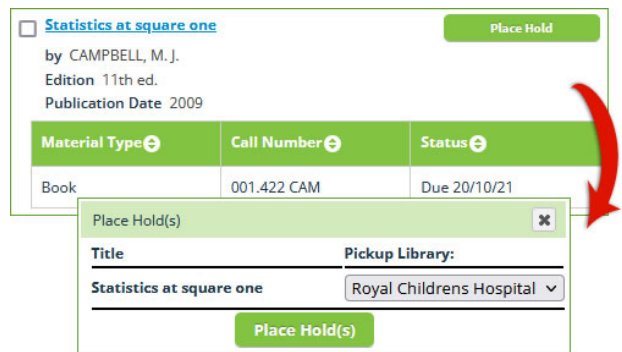 Statistics at square one Place Hold
by CAMPBELL, M. J.
Edition 11th ed.
Publication Date 2009
Material Type Call Number Status
Book 001.422 CAM Due 20/10/21
Place Hold(s)
Title Pickup Library:
Statistics at square one Royal Childrens Hospital
Place Hold(s)